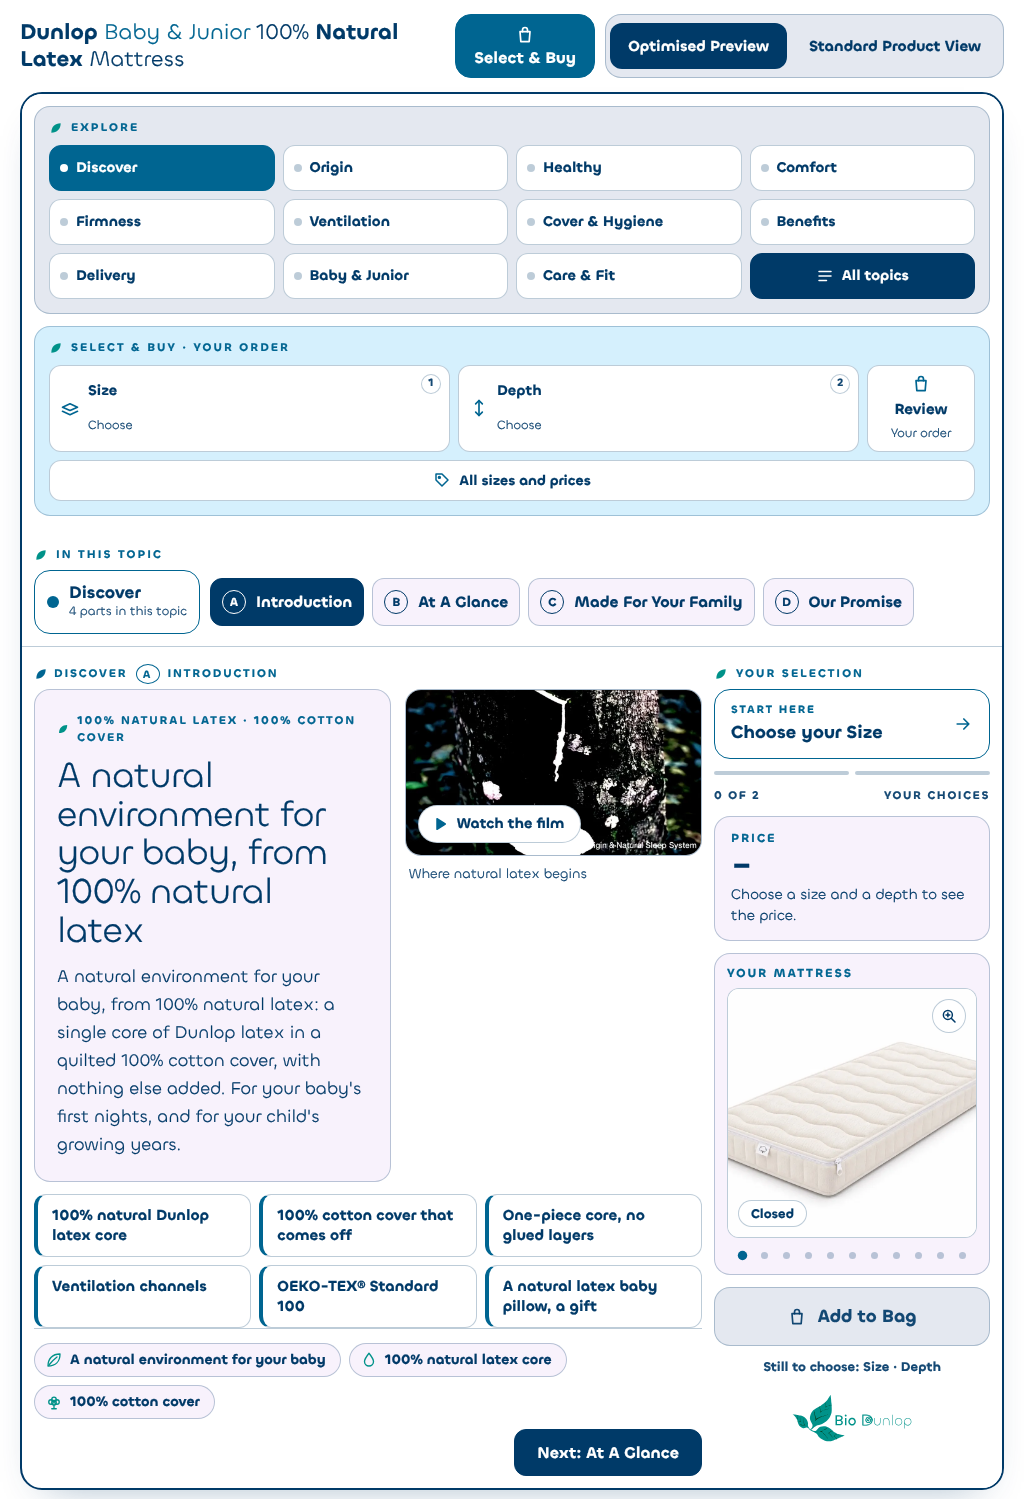 Dunlop Baby & Junior 100% Natural
Latex Mattress
Select & Buy
Optimised Preview
Standard Product View
EXPLORE
Discover
Origin
Healthy
Comfort
Firmness
Ventilation
Cover & Hygiene
Benefits
Delivery
Baby & Junior
Care & Fit
All topics
SELECT & BUY · YOUR ORDER
Size
1
Choose
Depth
2
Choose
Review
Your order
All sizes and prices
IN THIS TOPIC
Discover
4 parts in this topic
A Introduction
B At A Glance
C Made For Your Family
D Our Promise
DISCOVER A INTRODUCTION
100% NATURAL LATEX · 100% COTTON
COVER
A natural
environment for
your baby, from
100% natural
latex
A natural environment for your
baby, from 100% natural latex: a
single core of Dunlop latex in a
quilted 100% cotton cover, with
nothing else added. For your baby's
first nights, and for your child's
growing years.
Watch the film
& Natural Sleep System
Where natural latex begins
100% natural Dunlop
latex core
100% cotton cover that
comes off
One-piece core, no
glued layers
Ventilation channels
OEKO-TEX® Standard
100
A natural latex baby
pillow, a gift
A natural environment for your baby
100% natural latex core
100% cotton cover
Next: At A Glance
YOUR SELECTION
START HERE
Choose your Size
0 OF 2
YOUR CHOICES
PRICE
–
Choose a size and a depth to see
the price.
YOUR MATTRESS
Closed
Add to Bag
Still to choose: Size · Depth
Bio Dunlop